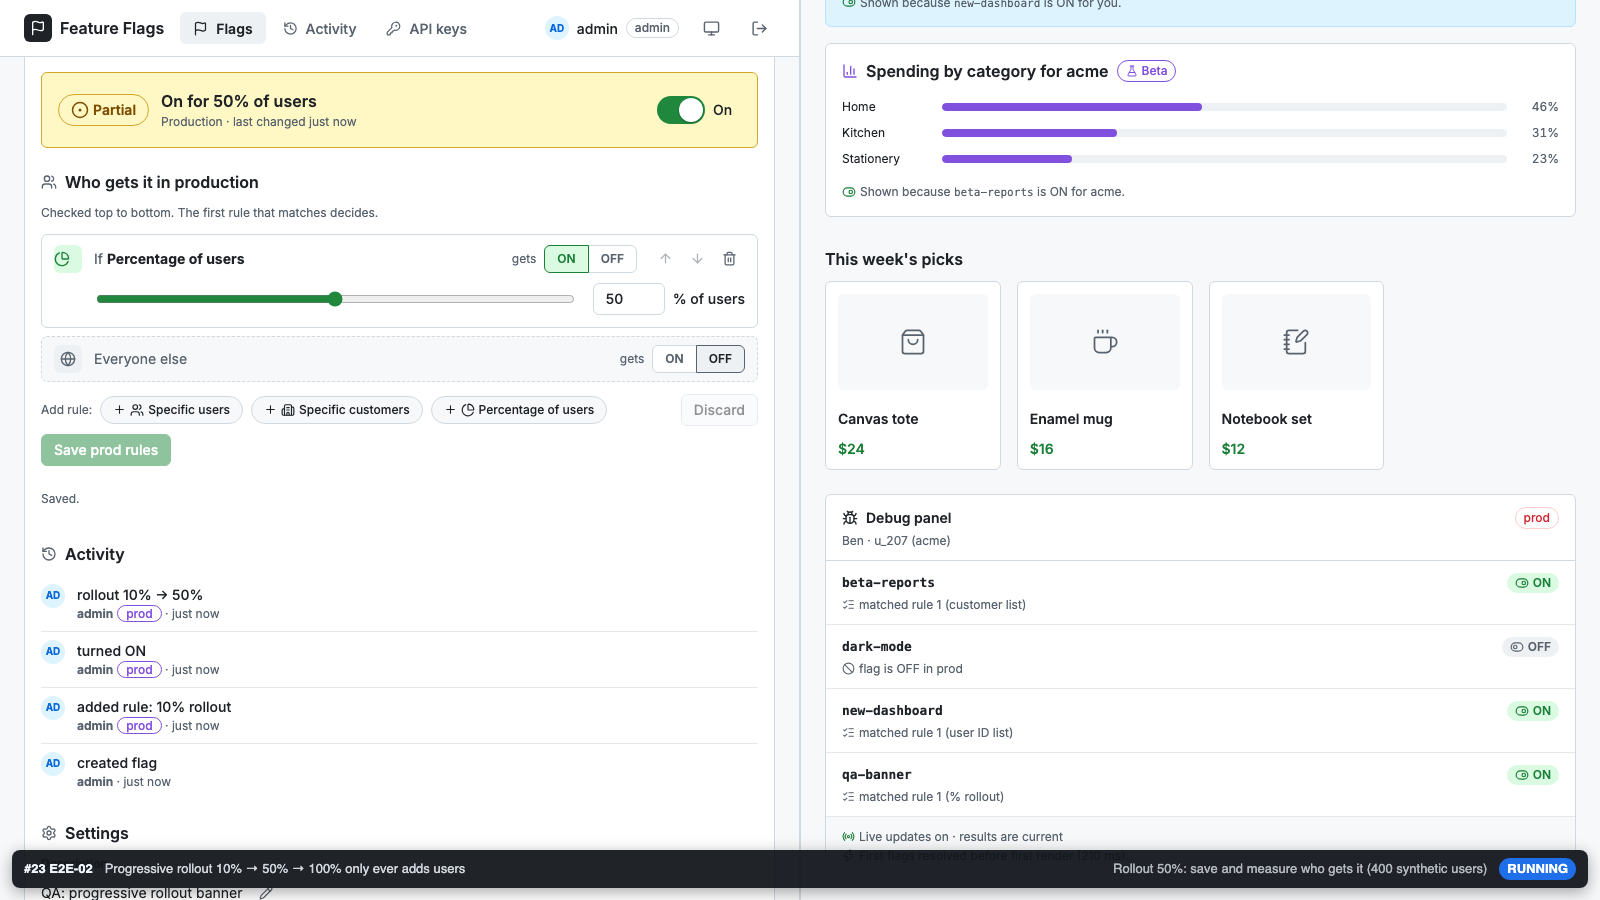 Feature Flags
Flags
Activity
API keys
AD admin admin
Partial
On for 50% of users
Production · last changed just now
On
Who gets it in production
Checked top to bottom. The first rule that matches decides.
If Percentage of users
gets ON OFF
50 % of users
Everyone else
gets ON OFF
Add rule:
+ Specific users
+ Specific customers
+ Percentage of users
Discard
Save prod rules
Saved.
Activity
AD rollout 10% → 50%
admin prod · just now
AD turned ON
admin prod · just now
AD added rule: 10% rollout
admin prod · just now
AD created flag
admin · just now
Settings
QA: progressive rollout banner
Shown because new-dashboard is ON for you.
Spending by category for acme Beta
Home 46%
Kitchen 31%
Stationery 23%
Shown because beta-reports is ON for acme.
This week's picks
Canvas tote
$24
Enamel mug
$16
Notebook set
$12
Debug panel prod
Ben · u_207 (acme)
beta-reports ON
matched rule 1 (customer list)
dark-mode OFF
flag is OFF in prod
new-dashboard ON
matched rule 1 (user ID list)
qa-banner ON
matched rule 1 (% rollout)
Live updates on · results are current
First flags resolved before first render (210 ms)
#23 E2E-02 Progressive rollout 10% → 50% → 100% only ever adds users
Rollout 50%: save and measure who gets it (400 synthetic users) RUNNING